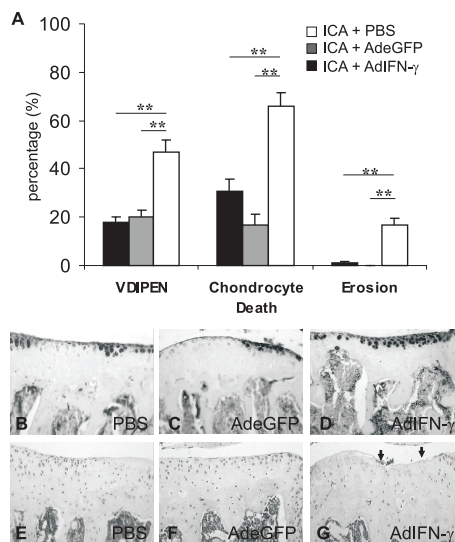 A
ICA + PBS
ICA + AdeGFP
ICA + AdIFN-γ
percentage (%)
100
80
60
40
20
0
**
**
**
**
**
**
VDIPEN
Chondrocyte
Death
Erosion
B
PBS
C
AdeGFP
D
AdIFN-γ
E
PBS
F
AdeGFP
G
AdIFN-γ